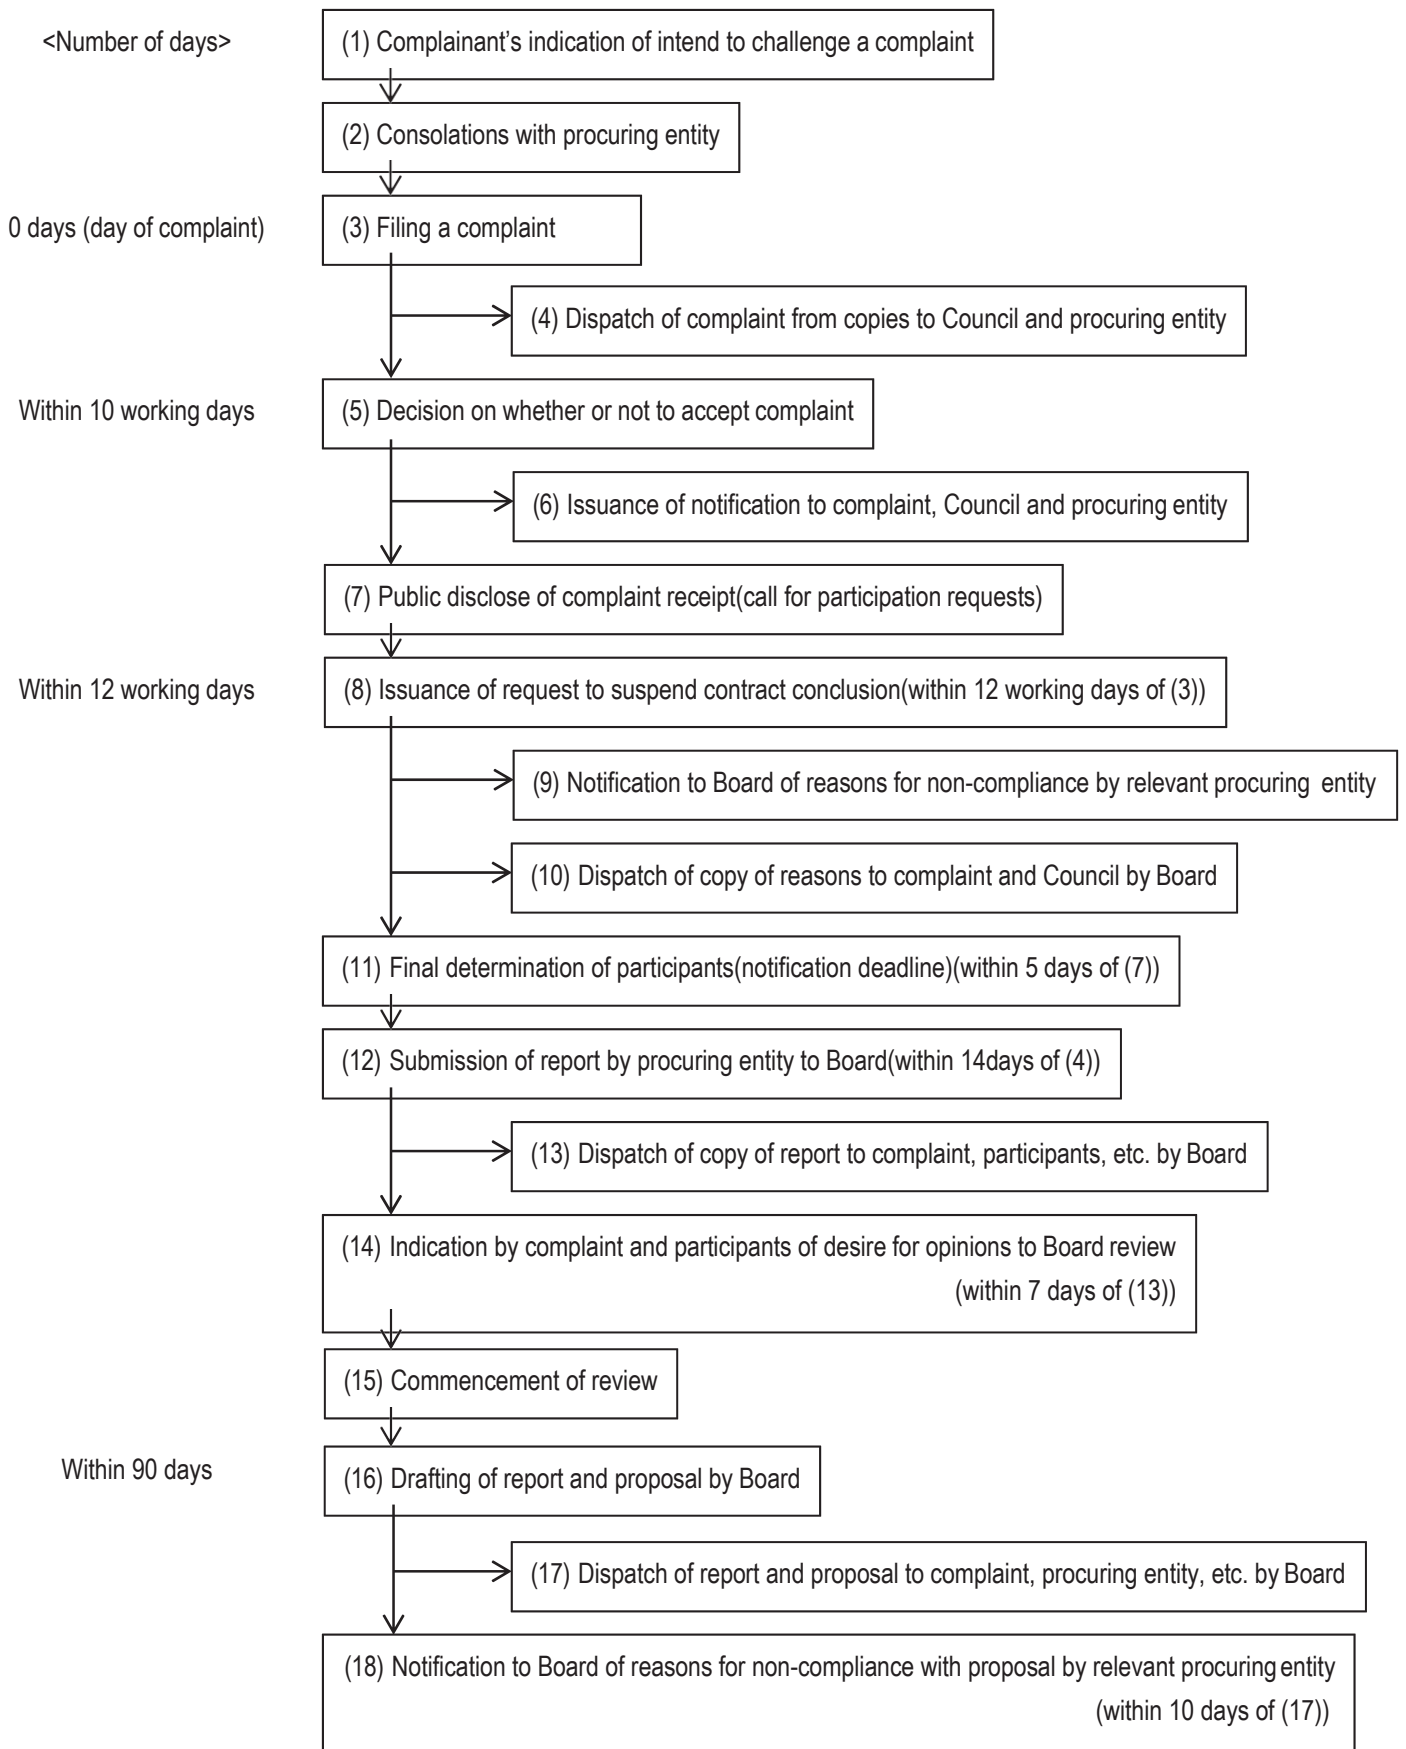 <Number of days>
(1) Complainant’s indication of intend to challenge a complaint
(2) Consolations with procuring entity
0 days (day of complaint)
(3) Filing a complaint
(4) Dispatch of complaint from copies to Council and procuring entity
Within 10 working days
(5) Decision on whether or not to accept complaint
(6) Issuance of notification to complaint, Council and procuring entity
(7) Public disclose of complaint receipt(call for participation requests)
Within 12 working days
(8) Issuance of request to suspend contract conclusion(within 12 working days of (3))
(9) Notification to Board of reasons for non-compliance by relevant procuring entity
(10) Dispatch of copy of reasons to complaint and Council by Board
(11) Final determination of participants(notification deadline)(within 5 days of (7))
(12) Submission of report by procuring entity to Board(within 14days of (4))
(13) Dispatch of copy of report to complaint, participants, etc. by Board
(14) Indication by complaint and participants of desire for opinions to Board review
(within 7 days of (13))
(15) Commencement of review
Within 90 days
(16) Drafting of report and proposal by Board
(17) Dispatch of report and proposal to complaint, procuring entity, etc. by Board
(18) Notification to Board of reasons for non-compliance with proposal by relevant procuring entity
(within 10 days of (17))